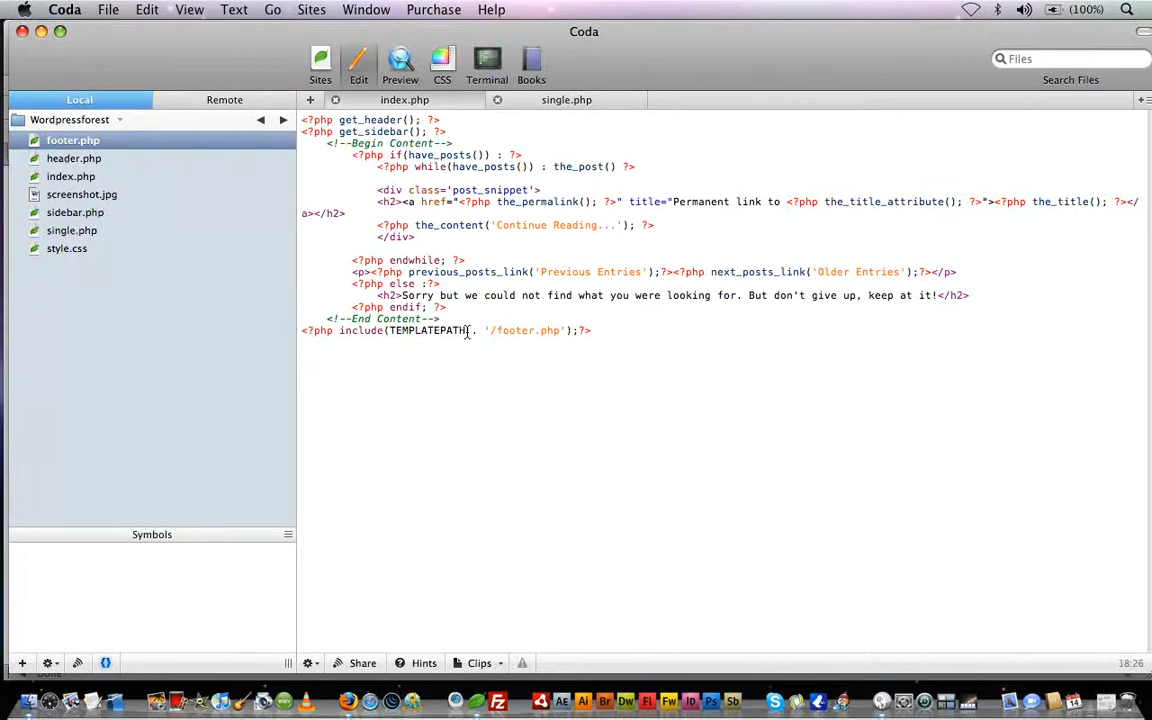 Coda File Edit View Text Go Sites Window Purchase Help (100%)
Coda
Sites Edit Preview CSS Terminal Books
Files
Search Files
Local Remote
index.php single.php
Wordpressforest
footer.php
header.php
index.php
screenshot.jpg
sidebar.php
single.php
style.css
<?php get_header(); ?>
<?php get_sidebar(); ?>
<!--Begin Content-->
<?php if(have_posts()) : ?>
<?php while(have_posts()) : the_post() ?>
<div class='post_snippet'>
<h2><a href="<?php the_permalink(); ?>" title="Permanent link to <?php the_title_attribute(); ?>"><?php the_title(); ?></
a></h2>
<?php the_content('Continue Reading...'); ?>
</div>
<?php endwhile; ?>
<p><?php previous_posts_link('Previous Entries');?><?php next_posts_link('Older Entries');?></p>
<?php else :?>
<h2>Sorry but we could not find what you were looking for. But don't give up, keep at it!</h2>
<?php endif; ?>
<!--End Content-->
<?php include(TEMPLATEPATH . '/footer.php');?>
Symbols
Share Hints Clips
18:26
Done